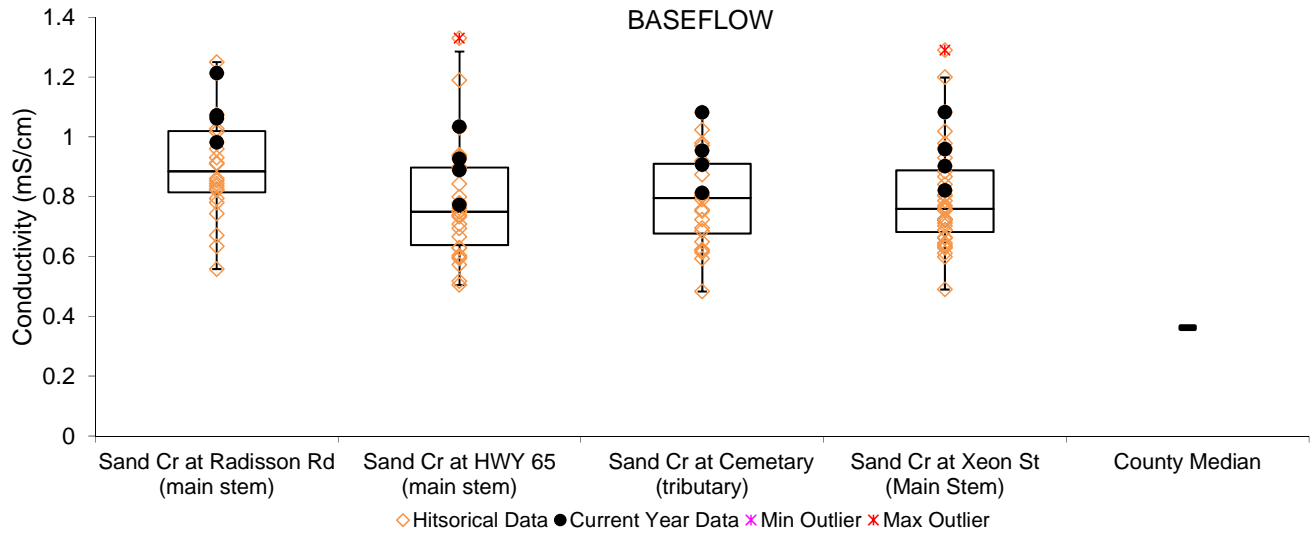 BASEFLOW
Conductivity (mS/cm)
1.4
1.2
1
0.8
0.6
0.4
0.2
0
Sand Cr at Radisson Rd
(main stem)
Sand Cr at HWY 65
(main stem)
Sand Cr at Cemetary
(tributary)
Sand Cr at Xeon St
(Main Stem)
County Median
Hitsorical Data
Current Year Data
Min Outlier
Max Outlier